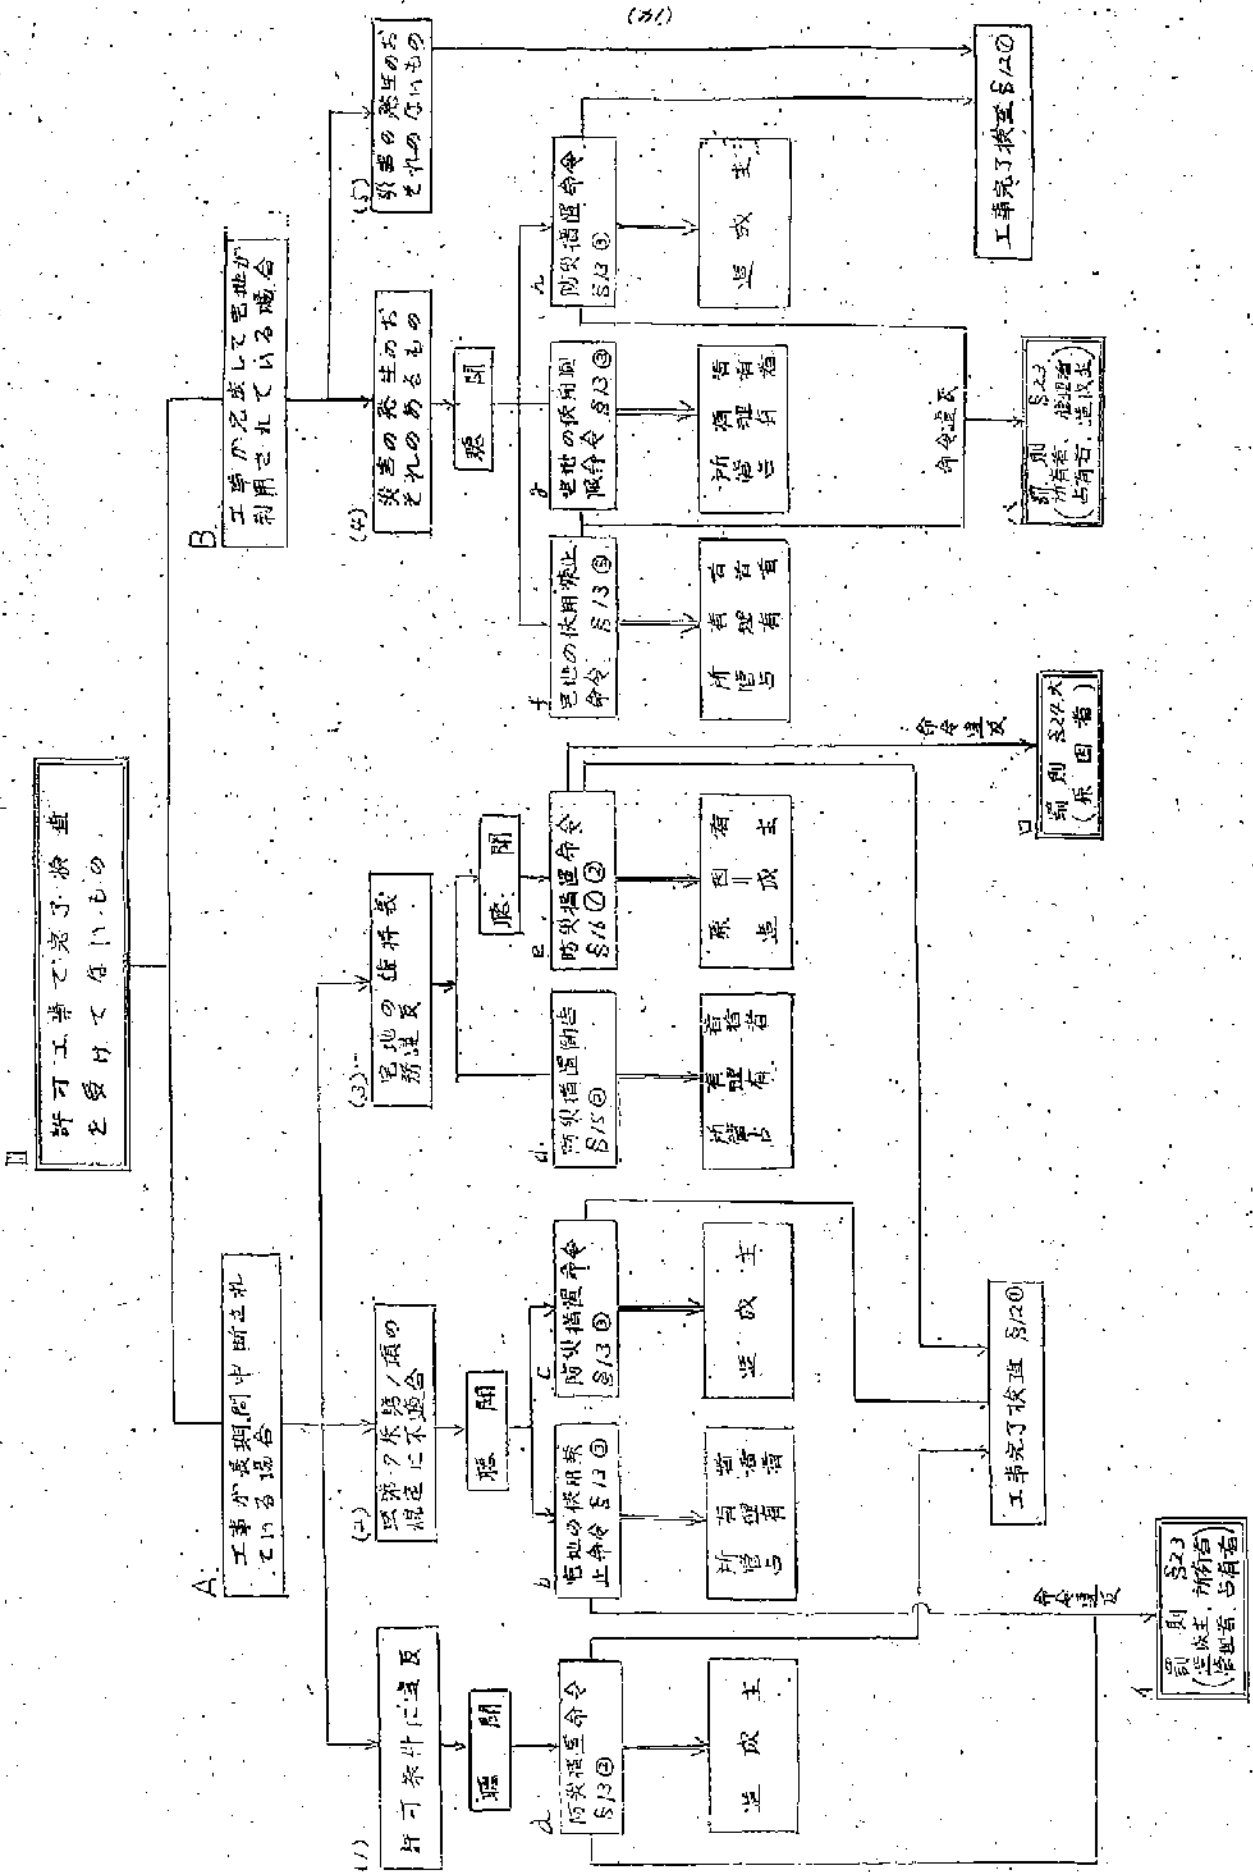 II
許可工事で完了検査
を受けてないもの
A
工事が長期間中断され
ている場合
B
工事が完成して宅地が
利用されている場合
(1)
許可条件に違反
(2)
法第9条第1項の
規定に不適合
(3)
宅地の維持義
務違反
(4)
災害の発生のお
それのあるもの
(5)
災害の発生のお
それのないもの
聴聞
聴聞
聴聞
聴聞
a
防災措置命令
§13②
b
宅地の使用禁
止命令 §13③
c
防災措置命令
§13③
d
防災措置勧告
§15②
e
防災措置命令
§16①②
f
宅地の使用禁止
命令 §13③
g
宅地の使用制
限命令 §13③
h
防災措置命令
§13③
造成主
所有者
管理者
占有者
造成主
所有者
管理者
占有者
原因者
||
造成主
所有者
管理者
占有者
所有者
管理者
占有者
造成主
工事完了検査 §12①
工事完了検査 §12①
命令違反
命令違反
命令違反
イ
罰則 §23
(造成主、所有者
管理者、占有者)
ロ
罰則 §24
(原因者)
ハ
罰則 §23
(所有者、管理者
占有者、造成主)